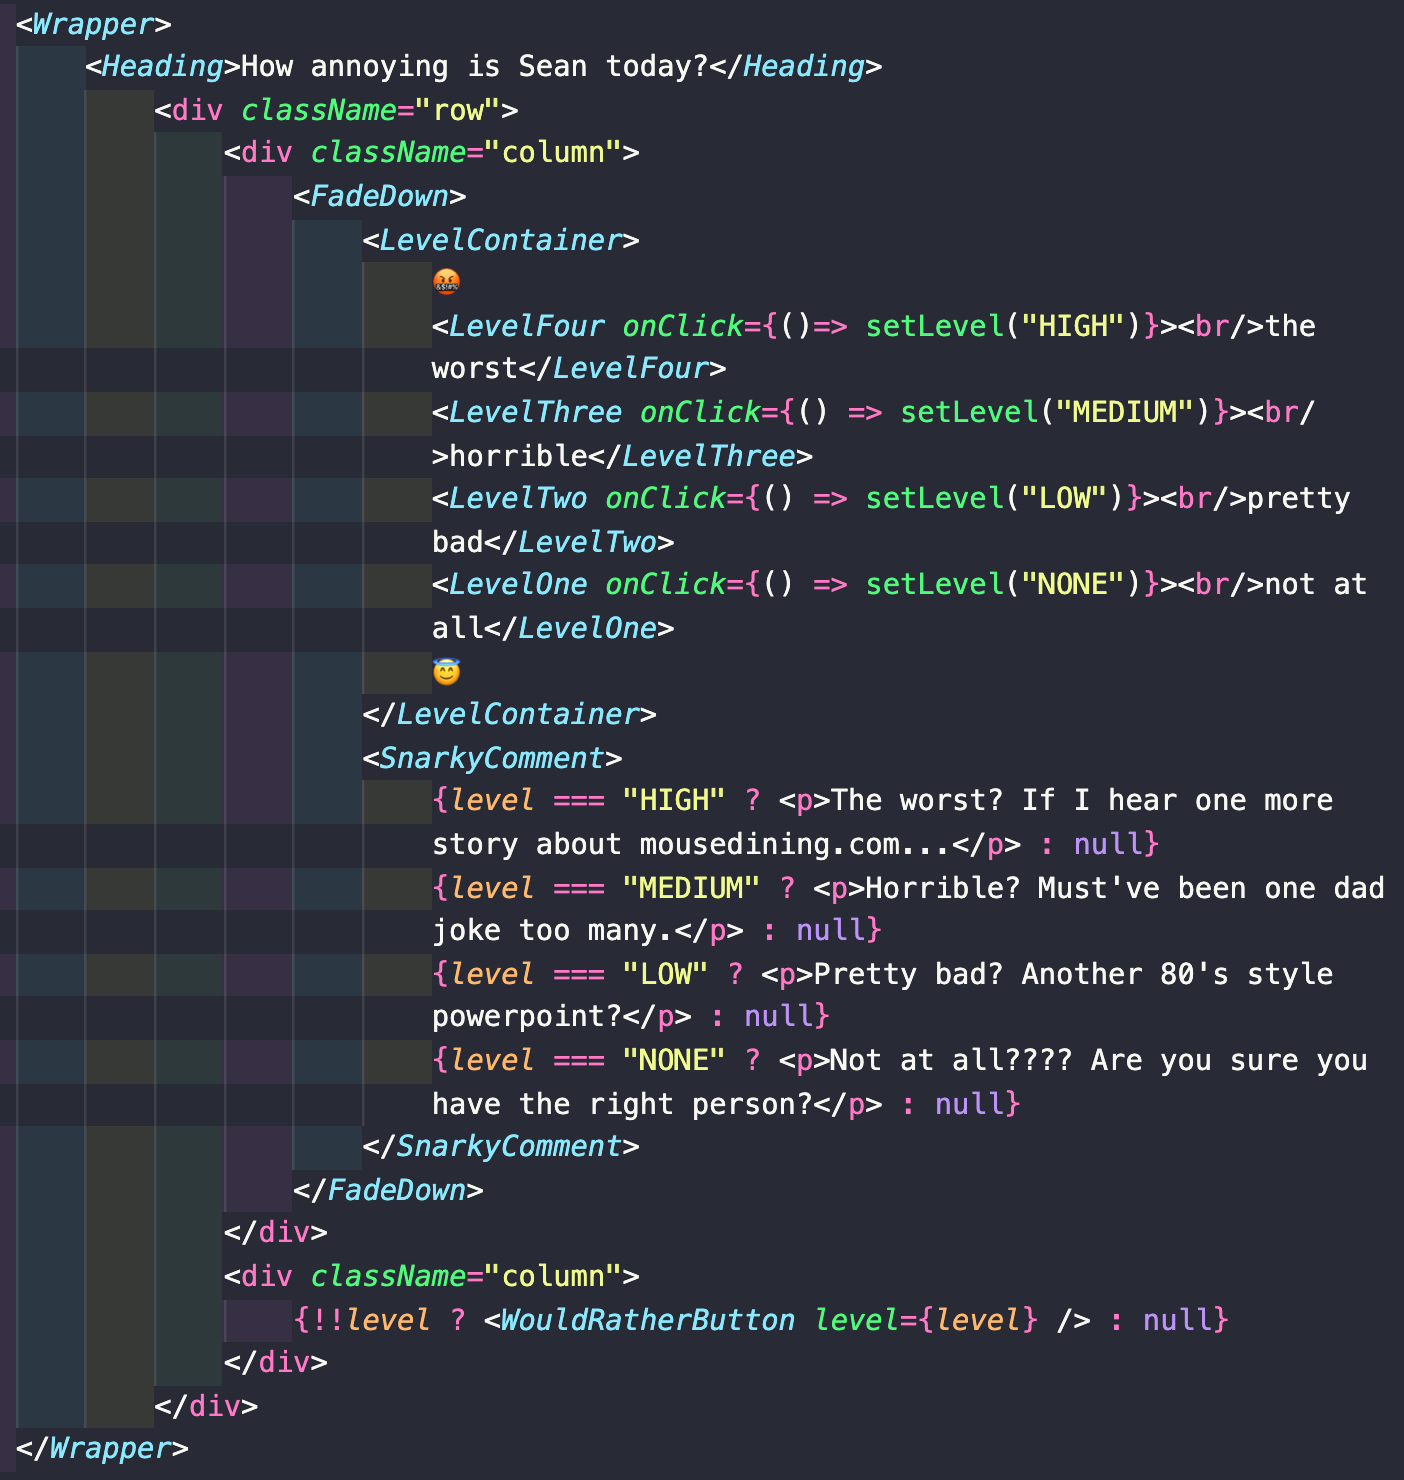 <Wrapper>
<Heading>How annoying is Sean today?</Heading>
<div className="row">
<div className="column">
<FadeDown>
<LevelContainer>
🤬
<LevelFour onClick={()=> setLevel("HIGH")}><br/>the
worst</LevelFour>
<LevelThree onClick={() => setLevel("MEDIUM")}><br/
>horrible</LevelThree>
<LevelTwo onClick={() => setLevel("LOW")}><br/>pretty
bad</LevelTwo>
<LevelOne onClick={() => setLevel("NONE")}><br/>not at
all</LevelOne>
😇
</LevelContainer>
<SnarkyComment>
{level === "HIGH" ? <p>The worst? If I hear one more
story about mousedining.com...</p> : null}
{level === "MEDIUM" ? <p>Horrible? Must've been one dad
joke too many.</p> : null}
{level === "LOW" ? <p>Pretty bad? Another 80's style
powerpoint?</p> : null}
{level === "NONE" ? <p>Not at all???? Are you sure you
have the right person?</p> : null}
</SnarkyComment>
</FadeDown>
</div>
<div className="column">
{!!level ? <WouldRatherButton level={level} /> : null}
</div>
</div>
</Wrapper>